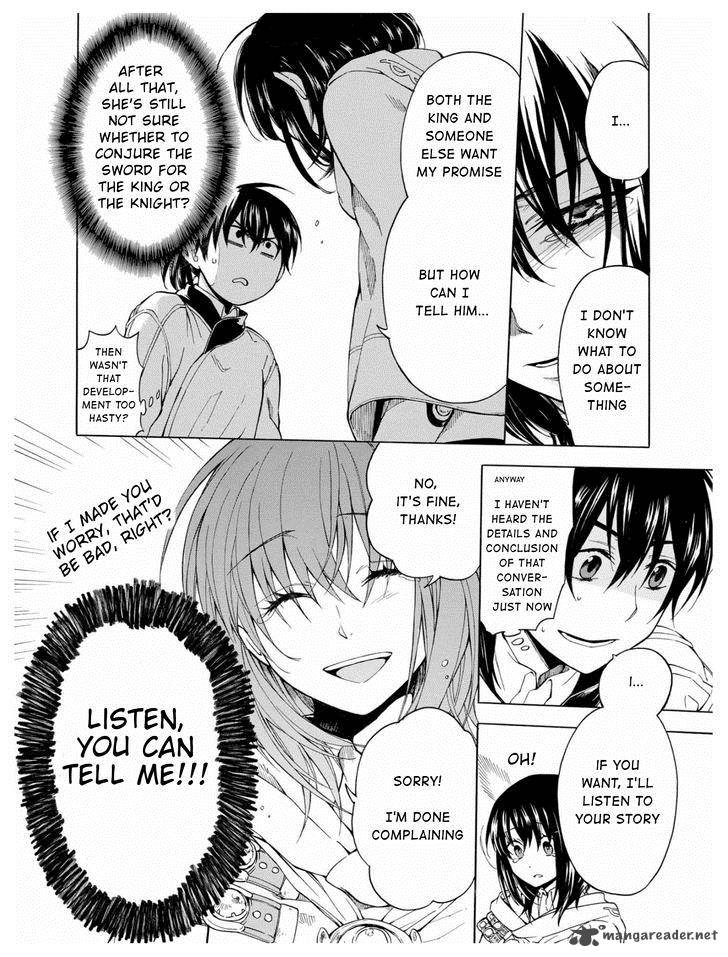 I...
I DON'T
KNOW
WHAT TO
DO ABOUT
SOME-
THING
BOTH THE
KING AND
SOMEONE
ELSE WANT
MY PROMISE
BUT HOW
CAN I
TELL HIM...
AFTER
ALL THAT,
SHE'S STILL
NOT SURE
WHETHER TO
CONJURE THE
SWORD FOR
THE KING OR
THE KNIGHT?
THEN
WASN'T
THAT
DEVELOP-
MENT TOO
HASTY?
ANYWAY
I HAVEN'T
HEARD THE
DETAILS AND
CONCLUSION
OF THAT
CONVER-
SATION
JUST NOW
I...
IF YOU
WANT, I'LL
LISTEN TO
YOUR STORY
OH!
NO,
IT'S FINE,
THANKS!
SORRY!
I'M DONE
COMPLAINING
IF I MADE YOU
WORRY, THAT'D
BE BAD, RIGHT?
LISTEN,
YOU CAN
TELL ME!!!
mangareader.net